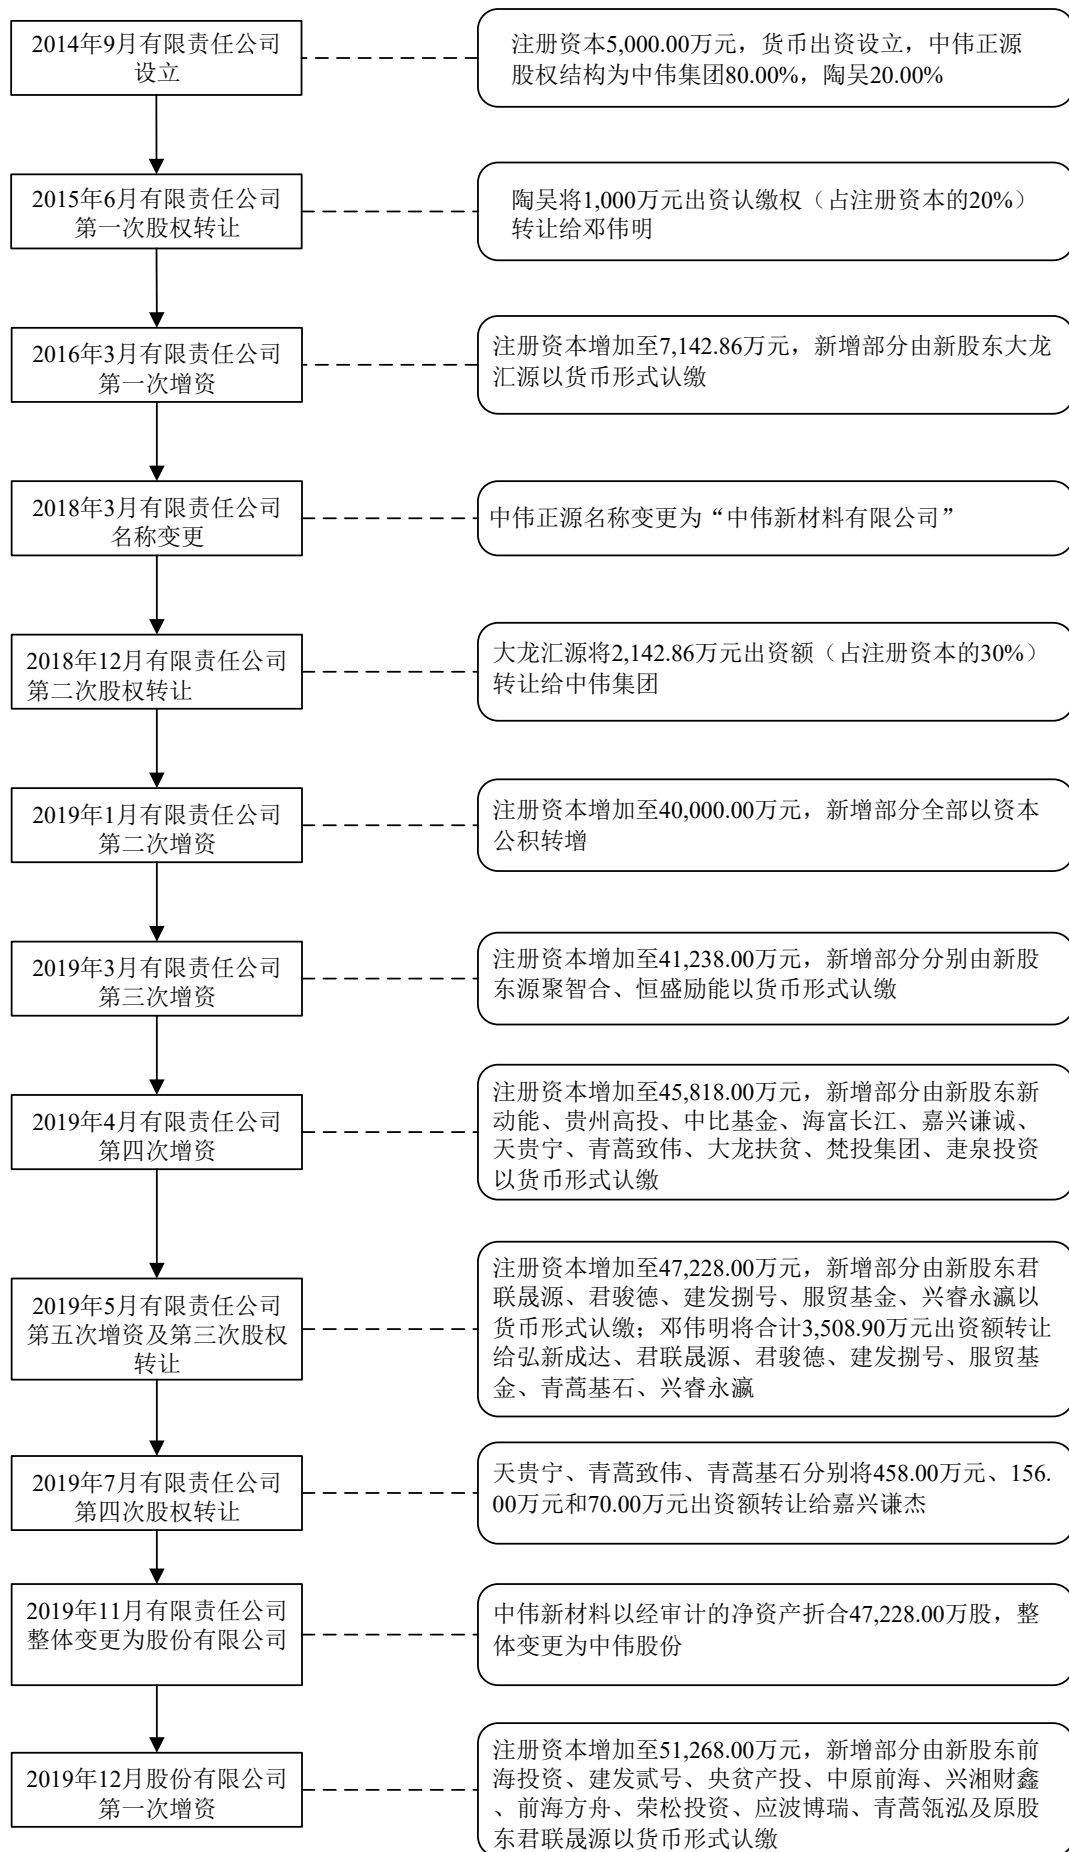 2014年9月有限责任公司
设立
注册资本5,000.00万元，货币出资设立，中伟正源
股权结构为中伟集团80.00%，陶吴20.00%
2015年6月有限责任公司
第一次股权转让
陶吴将1,000万元出资认缴权（占注册资本的20%）
转让给邓伟明
2016年3月有限责任公司
第一次增资
注册资本增加至7,142.86万元，新增部分由新股东大龙
汇源以货币形式认缴
2018年3月有限责任公司
名称变更
中伟正源名称变更为“中伟新材料有限公司”
2018年12月有限责任公司
第二次股权转让
大龙汇源将2,142.86万元出资额（占注册资本的30%）
转让给中伟集团
2019年1月有限责任公司
第二次增资
注册资本增加至40,000.00万元，新增部分全部以资本
公积转增
2019年3月有限责任公司
第三次增资
注册资本增加至41,238.00万元，新增部分分别由新股
东源聚智合、恒盛励能以货币形式认缴
2019年4月有限责任公司
第四次增资
注册资本增加至45,818.00万元，新增部分由新股东新
动能、贵州高投、中比基金、海富长江、嘉兴谦诚、
天贵宁、青蒿致伟、大龙扶贫、梵投集团、疌泉投资
以货币形式认缴
2019年5月有限责任公司
第五次增资及第三次股权
转让
注册资本增加至47,228.00万元，新增部分由新股东君
联晟源、君骏德、建发捌号、服贸基金、兴睿永瀛以
货币形式认缴；邓伟明将合计3,508.90万元出资额转让
给弘新成达、君联晟源、君骏德、建发捌号、服贸基
金、青蒿基石、兴睿永瀛
2019年7月有限责任公司
第四次股权转让
天贵宁、青蒿致伟、青蒿基石分别将458.00万元、156.
00万元和70.00万元出资额转让给嘉兴谦杰
2019年11月有限责任公司
整体变更为股份有限公司
中伟新材料以经审计的净资产折合47,228.00万股，整
体变更为中伟股份
2019年12月股份有限公司
第一次增资
注册资本增加至51,268.00万元，新增部分由新股东前
海投资、建发贰号、央贫产投、中原前海、兴湘财鑫
、前海方舟、荣松投资、应波博瑞、青蒿瓴泓及原股
东君联晟源以货币形式认缴